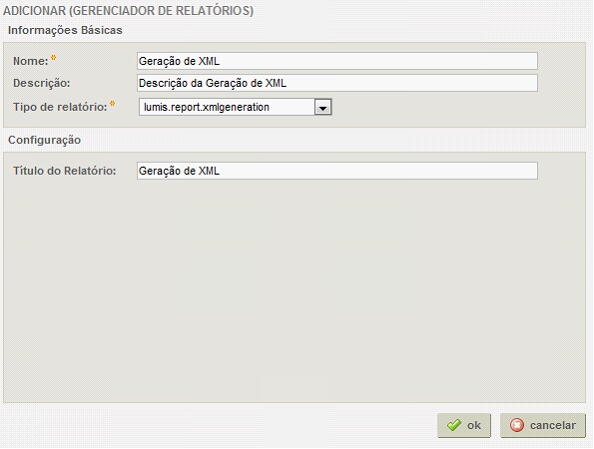 ADICIONAR (GERENCIADOR DE RELATÓRIOS)
Informações Básicas
Nome:* Geração de XML
Descrição: Descrição da Geração de XML
Tipo de relatório:* lumis.report.xmlgeneration
Configuração
Título do Relatório: Geração de XML
ok cancelar